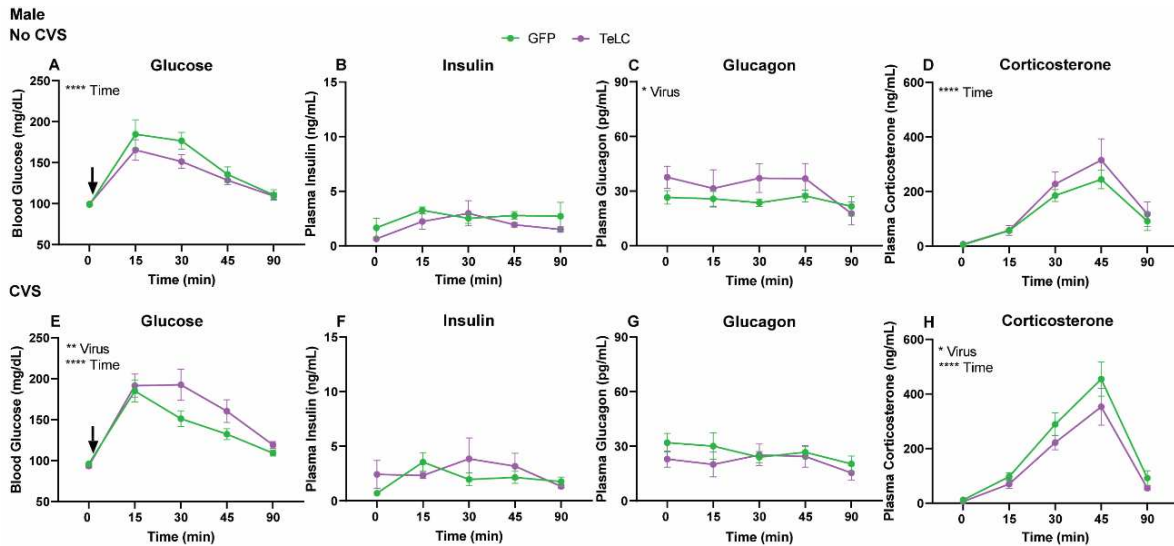 Male
No CVS
GFP TeLC
A Glucose
**** Time
Blood Glucose (mg/dL)
250
200
150
100
50
0 15 30 45 90
Time (min)
B Insulin
Plasma Insulin (ng/mL)
15
10
5
0
0 15 30 45 90
Time (min)
C Glucagon
* Virus
Plasma Glucagon (pg/mL)
90
60
30
0
0 15 30 45 90
Time (min)
D Corticosterone
**** Time
Plasma Corticosterone (ng/mL)
600
400
200
0
0 15 30 45 90
Time (min)
CVS
E Glucose
** Virus
**** Time
Blood Glucose (mg/dL)
250
200
150
100
50
0 15 30 45 90
Time (min)
F Insulin
Plasma Insulin (ng/mL)
15
10
5
0
0 15 30 45 90
Time (min)
G Glucagon
Plasma Glucagon (pg/mL)
90
60
30
0
0 15 30 45 90
Time (min)
H Corticosterone
* Virus
**** Time
Plasma Corticosterone (ng/mL)
600
400
200
0
0 15 30 45 90
Time (min)